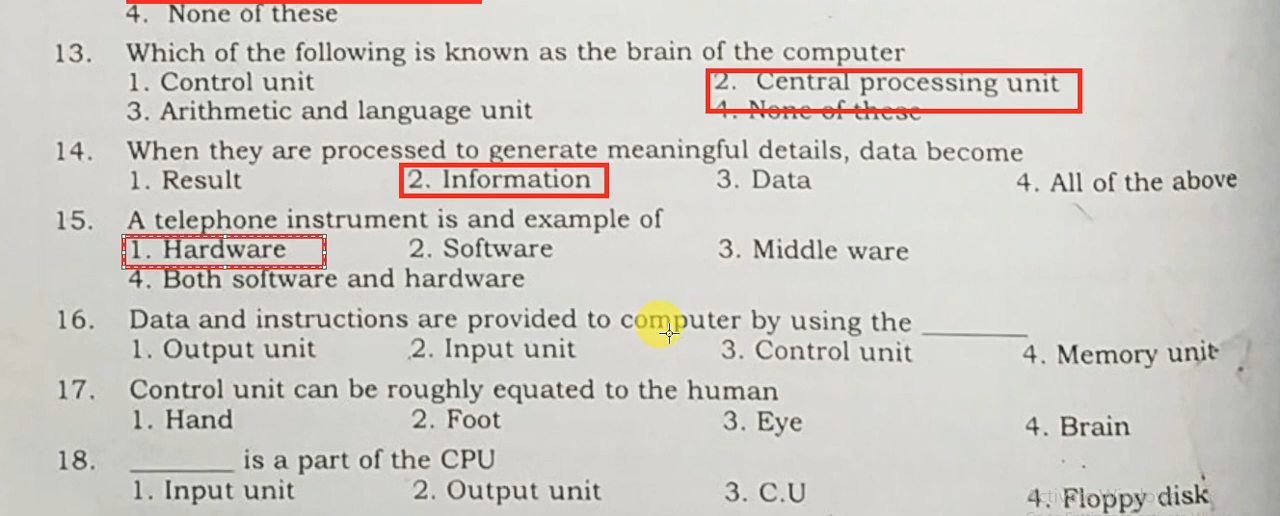 4. None of these
13. Which of the following is known as the brain of the computer
1. Control unit 2. Central processing unit
3. Arithmetic and language unit 4. None of these
14. When they are processed to generate meaningful details, data become
1. Result 2. Information 3. Data 4. All of the above
15. A telephone instrument is and example of
1. Hardware 2. Software 3. Middle ware
4. Both software and hardware
16. Data and instructions are provided to computer by using the ________
1. Output unit 2. Input unit 3. Control unit 4. Memory unit
17. Control unit can be roughly equated to the human
1. Hand 2. Foot 3. Eye 4. Brain
18. ________ is a part of the CPU
1. Input unit 2. Output unit 3. C.U 4. Floppy disk